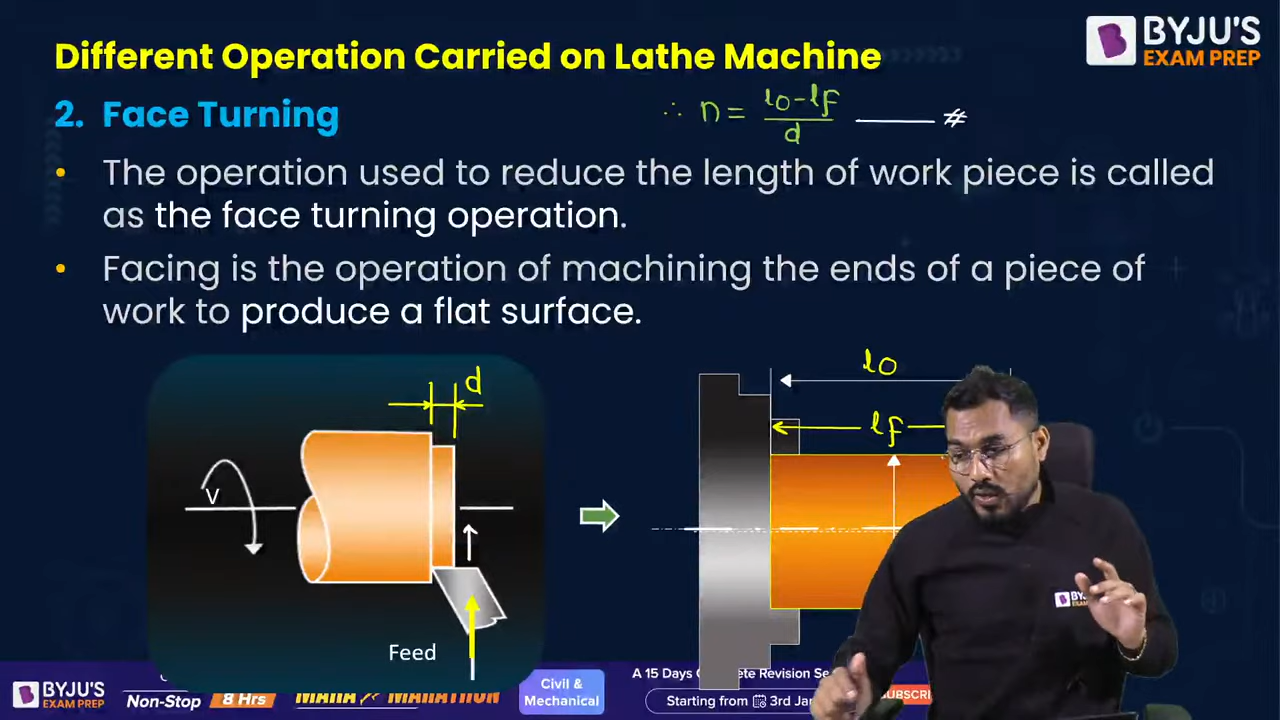 Different Operation Carried on Lathe Machine
BYJU'S
EXAM PREP
2. Face Turning
∴ n = lo-lf/d #
• The operation used to reduce the length of work piece is called
as the face turning operation.
• Facing is the operation of machining the ends of a piece of
work to produce a flat surface.
d
V
Feed
lo
lf
BYJU'S
EXAM PREP
Non-Stop 8 Hrs
MAHA MARATHON
Civil &
Mechanical
A 15 Days
Revision
Starting from 3rd